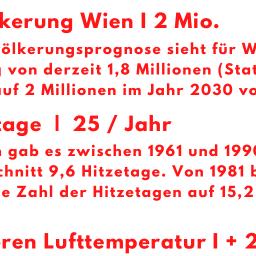 kerung Wien I 2 Mio.
ölkerungsprognose sieht für W
von derzeit 1,8 Millionen (Stat
uf 2 Millionen im Jahr 2030 vo
tage I 25 / Jahr
gab es zwischen 1961 und 1990
chnitt 9,6 Hitzetage. Von 1981 b
e Zahl der Hitzetagen auf 15,2
ren Lufttemperatur I + 2